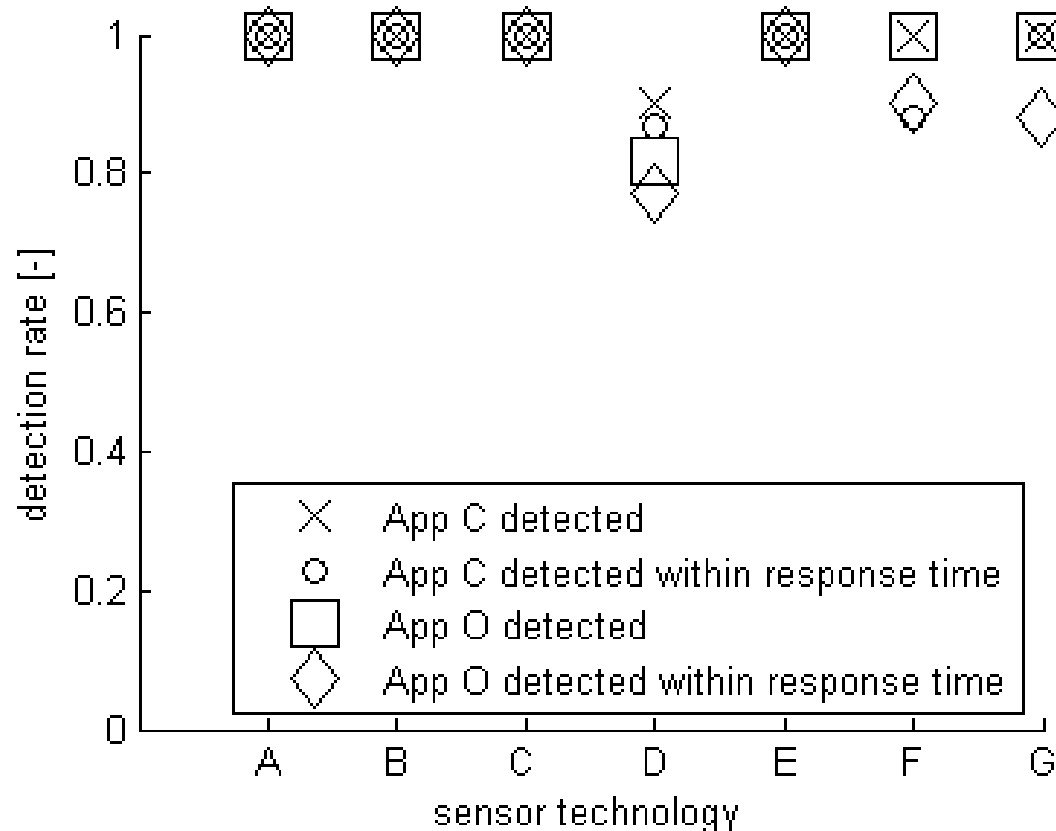 1
0.8
0.6
0.4
0.2
0
detection rate [-]
App C detected
App C detected within response time
App O detected
App O detected within response time
A B C D E F G
sensor technology